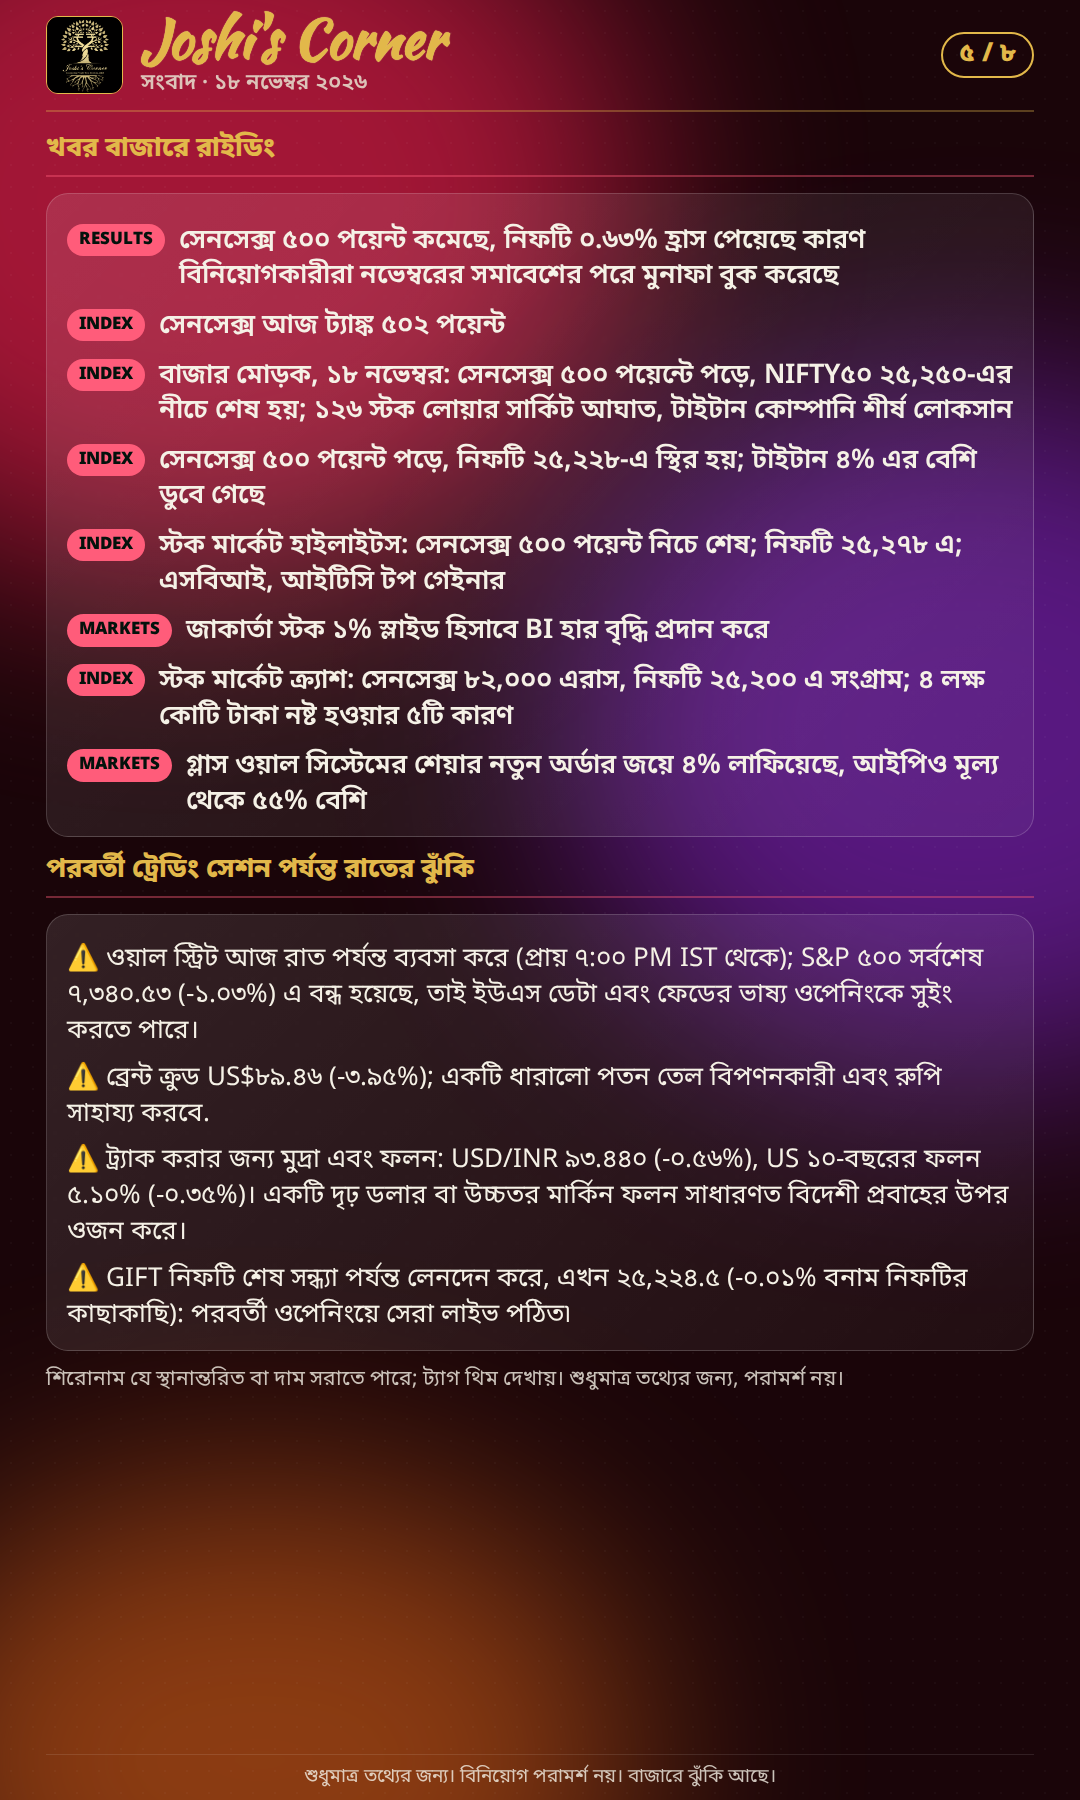 Joshi's Corner
Joshi's Corner
সংবাদ · ১৮ নভেম্বর ২০২৬
৫ / ৮
খবর বাজারে রাইডিং
RESULTS সেনসেক্স ৫০০ পয়েন্ট কমেছে, নিফটি ০.৬৩% হ্রাস পেয়েছে কারণ
বিনিয়োগকারীরা নভেম্বরের সমাবেশের পরে মুনাফা বুক করেছে
INDEX সেনসেক্স আজ ট্যাঙ্ক ৫০২ পয়েন্ট
INDEX বাজার মোড়ক, ১৮ নভেম্বর: সেনসেক্স ৫০০ পয়েন্টে পড়ে, NIFTY৫০ ২৫,২৫০-এর
নীচে শেষ হয়; ১২৬ স্টক লোয়ার সার্কিট আঘাত, টাইটান কোম্পানি শীর্ষ লোকসান
INDEX সেনসেক্স ৫০০ পয়েন্ট পড়ে, নিফটি ২৫,২২৮-এ স্থির হয়; টাইটান ৪% এর বেশি
ডুবে গেছে
INDEX স্টক মার্কেট হাইলাইটস: সেনসেক্স ৫০০ পয়েন্ট নিচে শেষ; নিফটি ২৫,২৭৮ এ;
এসবিআই, আইটিসি টপ গেইনার
MARKETS জাকার্তা স্টক ১% স্লাইড হিসাবে BI হার বৃদ্ধি প্রদান করে
INDEX স্টক মার্কেট ক্র্যাশ: সেনসেক্স ৮২,০০০ এরাস, নিফটি ২৫,২০০ এ সংগ্রাম; ৪ লক্ষ
কোটি টাকা নষ্ট হওয়ার ৫টি কারণ
MARKETS গ্লাস ওয়াল সিস্টেমের শেয়ার নতুন অর্ডার জয়ে ৪% লাফিয়েছে, আইপিও মূল্য
থেকে ৫৫% বেশি
পরবর্তী ট্রেডিং সেশন পর্যন্ত রাতের ঝুঁকি
⚠️ ওয়াল স্ট্রিট আজ রাত পর্যন্ত ব্যবসা করে (প্রায় ৭:০০ PM IST থেকে); S&P ৫০০ সর্বশেষ
৭,৩৪০.৫৩ (-১.০৩%) এ বন্ধ হয়েছে, তাই ইউএস ডেটা এবং ফেডের ভাষ্য ওপেনিংকে সুইং
করতে পারে।
⚠️ ব্রেন্ট ক্রুড US$৮৯.৪৬ (-৩.৯৫%); একটি ধারালো পতন তেল বিপণনকারী এবং রুপি
সাহায্য করবে.
⚠️ ট্র্যাক করার জন্য মুদ্রা এবং ফলন: USD/INR ৯৩.৪৪০ (-০.৫৬%), US ১০-বছরের ফলন
৫.১০% (-০.৩৫%)। একটি দৃঢ় ডলার বা উচ্চতর মার্কিন ফলন সাধারণত বিদেশী প্রবাহের উপর
ওজন করে।
⚠️ GIFT নিফটি শেষ সন্ধ্যা পর্যন্ত লেনদেন করে, এখন ২৫,২২৪.৫ (-০.০১% বনাম নিফটির
কাছাকাছি): পরবর্তী ওপেনিংয়ে সেরা লাইভ পঠিত৷
শিরোনাম যে স্থানান্তরিত বা দাম সরাতে পারে; ট্যাগ থিম দেখায়। শুধুমাত্র তথ্যের জন্য, পরামর্শ নয়।
শুধুমাত্র তথ্যের জন্য। বিনিয়োগ পরামর্শ নয়। বাজারে ঝুঁকি আছে।